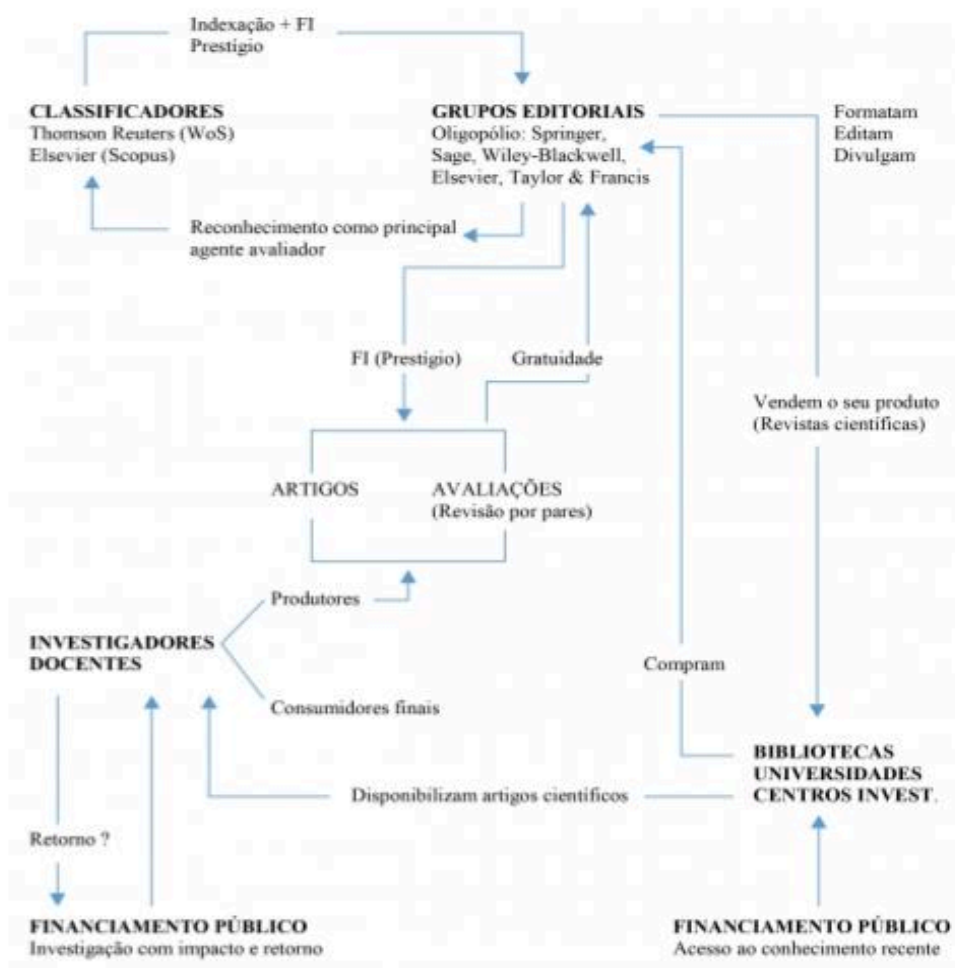 Indexação + FI
Prestígio
CLASSIFICADORES
Thomson Reuters (WoS)
Elsevier (Scopus)
GRUPOS EDITORIAIS
Oligopólio: Springer,
Sage, Wiley-Blackwell,
Elsevier, Taylor & Francis
Formatam
Editam
Divulgam
Reconhecimento como principal
agente avaliador
FI (Prestígio)
Gratuidade
Vendem o seu produto
(Revistas científicas)
ARTIGOS
AVALIAÇÕES
(Revisão por pares)
Produtores
INVESTIGADORES
DOCENTES
Compram
Consumidores finais
BIBLIOTECAS
UNIVERSIDADES
CENTROS INVEST.
Disponibilizam artigos científicos
Retorno ?
FINANCIAMENTO PÚBLICO
Investigação com impacto e retorno
FINANCIAMENTO PÚBLICO
Acesso ao conhecimento recente